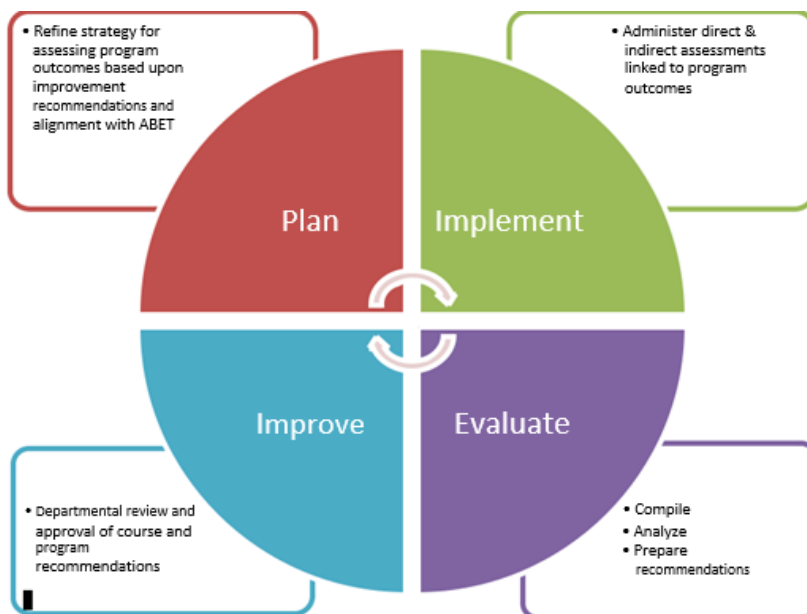 • Refine strategy for
assessing program
outcomes based upon
improvement
recommendations and
alignment with ABET
• Administer direct &
indirect assessments
linked to program
outcomes
Plan
Implement
Improve
Evaluate
• Departmental review and
approval of course and
program
recommendations
• Compile
• Analyze
• Prepare
recommendations